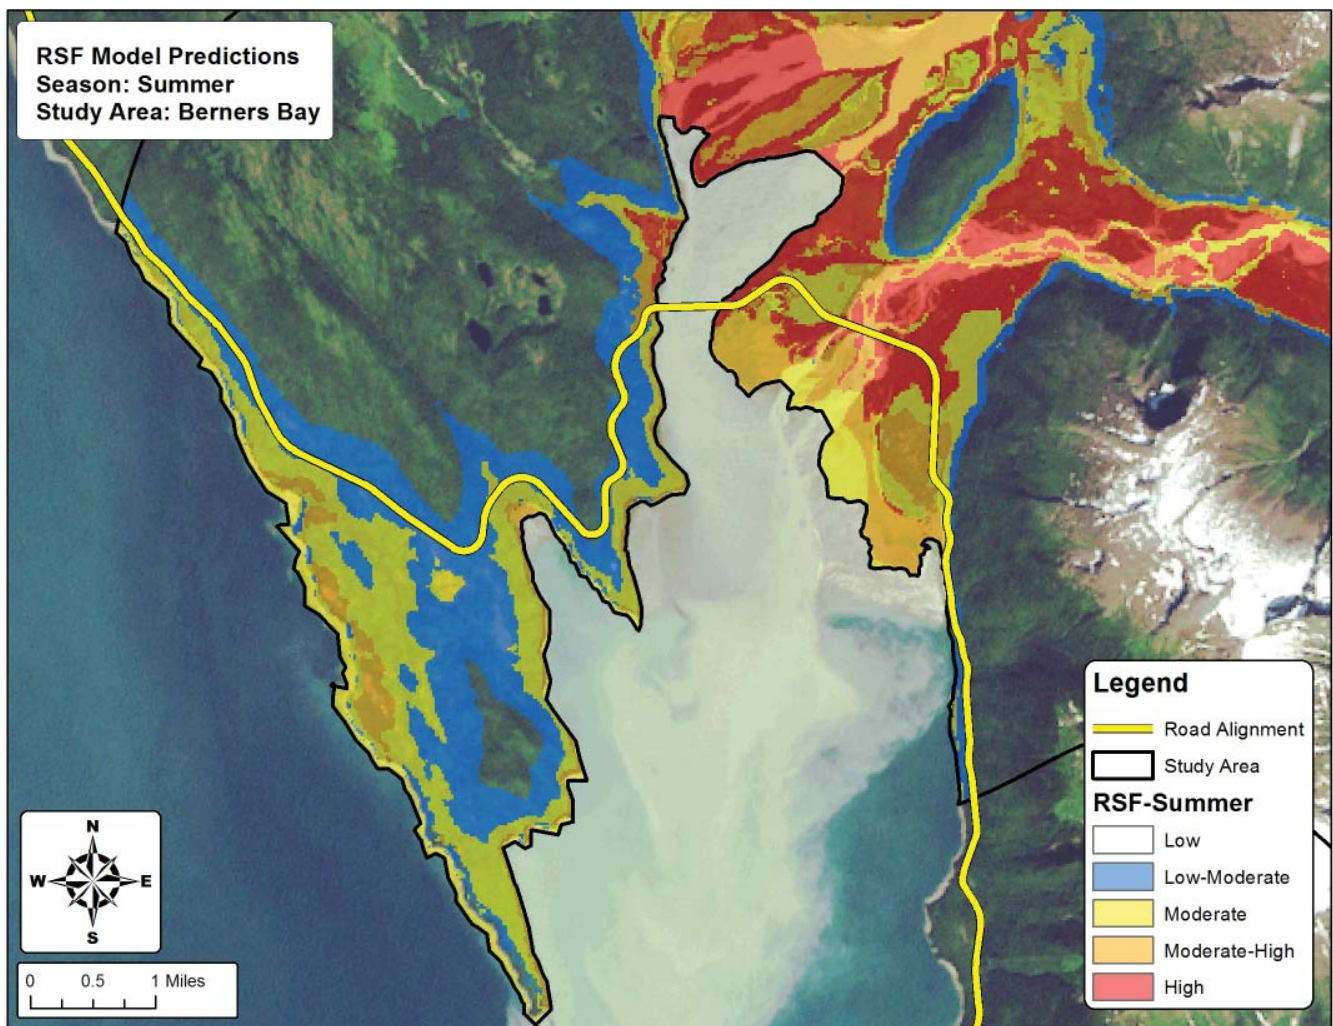 RSF Model Predictions
Season: Summer
Study Area: Berners Bay
Legend
Road Alignment
Study Area
RSF-Summer
Low
Low-Moderate
Moderate
Moderate-High
High
N
W E
S
0 0.5 1 Miles